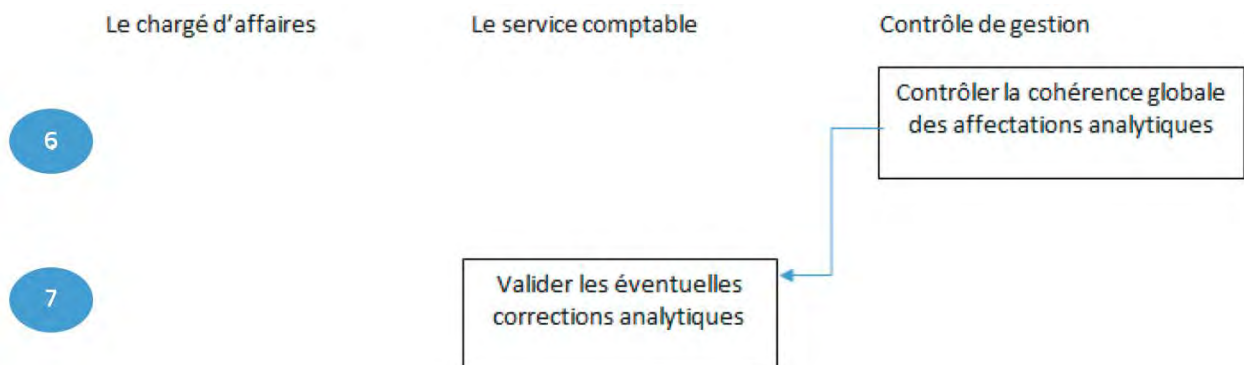 Le chargé d'affaires
Le service comptable
Contrôle de gestion
6
Contrôler la cohérence globale
des affectations analytiques
7
Valider les éventuelles
corrections analytiques